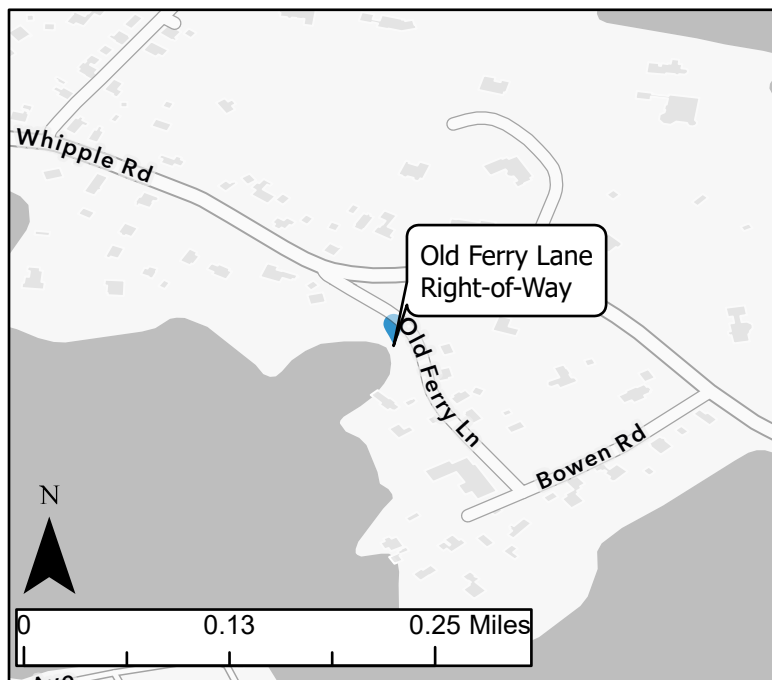 Whipple Rd
Old Ferry Lane
Right-of-Way
Old Ferry Ln
Bowen Rd
N
0 0.13 0.25 Miles